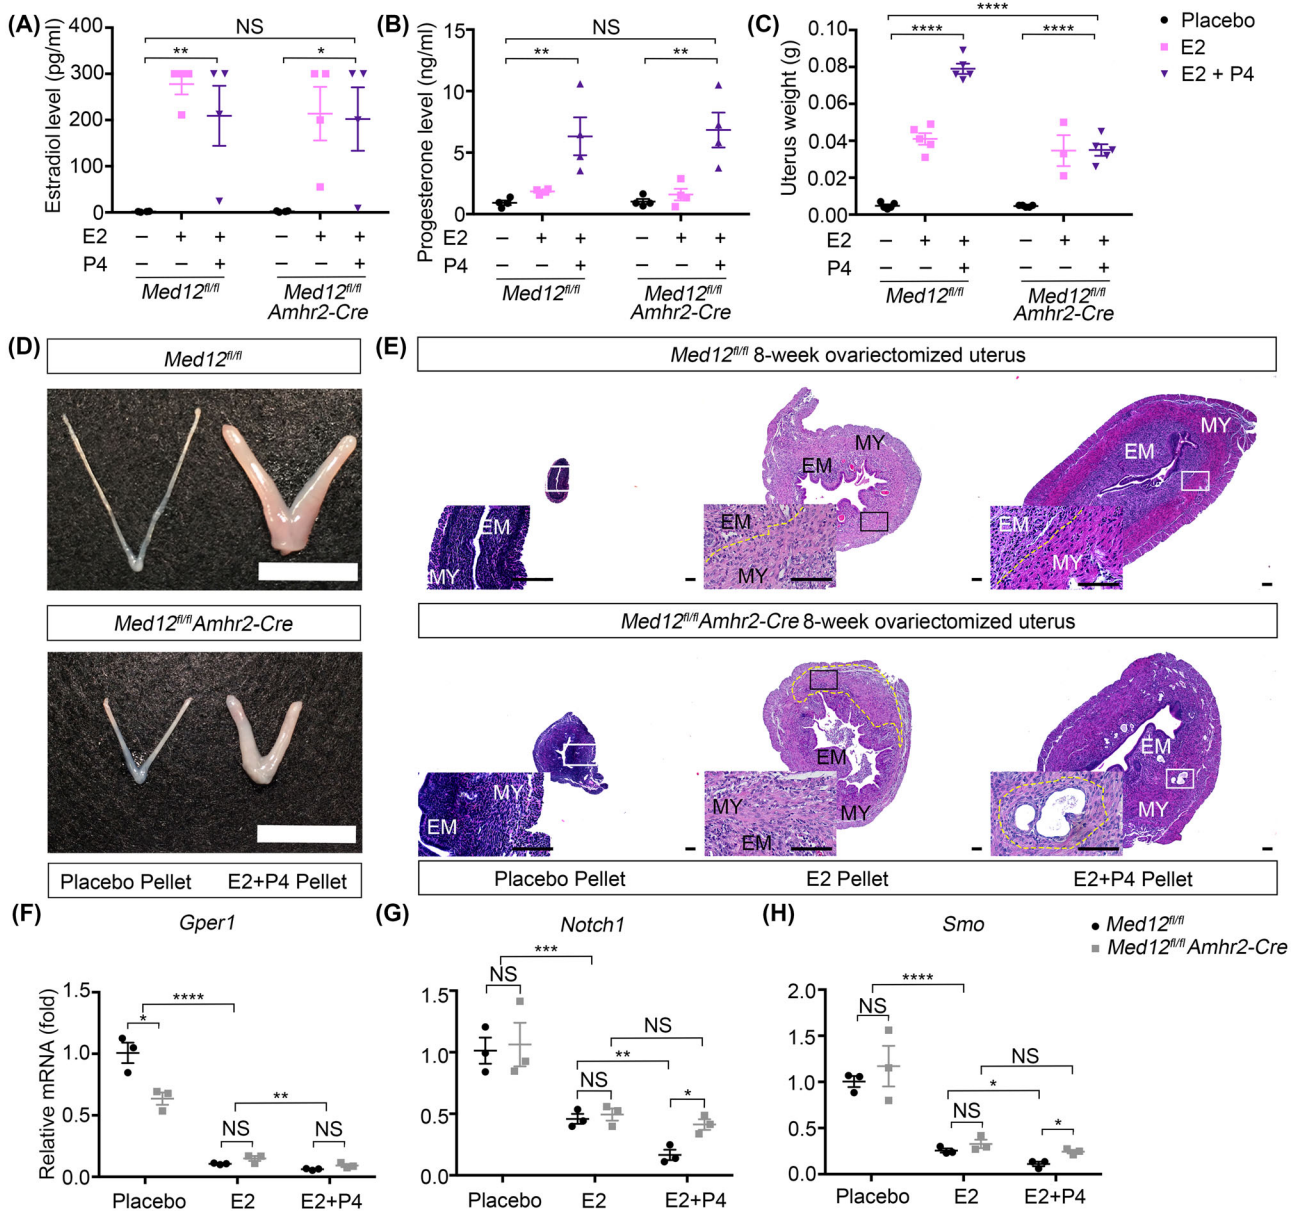 (A)
Estradiol level (pg/ml)
400
300
200
100
0
NS
** *
E2 – + + – + +
P4 – – + – – +
Med12fl/fl Med12fl/fl
Amhr2-Cre
(B)
Progesterone level (ng/ml)
15
10
5
0
NS
** **
E2 – + + – + +
P4 – – + – – +
Med12fl/fl Med12fl/fl
Amhr2-Cre
(C)
Uterus weight (g)
0.10
0.08
0.06
0.04
0.02
0.00
****
**** ****
E2 – + + – + +
P4 – – + – – +
Med12fl/fl Med12fl/fl
Amhr2-Cre
Placebo
E2
E2 + P4
(D)
Med12fl/fl
Med12fl/fl Amhr2-Cre
Placebo Pellet E2+P4 Pellet
(E)
Med12fl/fl 8-week ovariectomized uterus
EM
MY
MY
EM
EM
MY
MY
EM
EM
MY
Med12fl/fl Amhr2-Cre 8-week ovariectomized uterus
MY
EM
EM
MY
MY
EM
EM
MY
Placebo Pellet E2 Pellet E2+P4 Pellet
(F)
Gper1
Relative mRNA (fold)
1.5
1.0
0.5
0.0
****
*
**
NS NS
Placebo E2 E2+P4
(G)
Notch1
1.5
1.0
0.5
0.0
***
NS
NS
**
NS
*
Placebo E2 E2+P4
(H)
Smo
2.0
1.5
1.0
0.5
0.0
****
NS
NS
*
NS
*
Placebo E2 E2+P4
Med12fl/fl
Med12fl/fl Amhr2-Cre